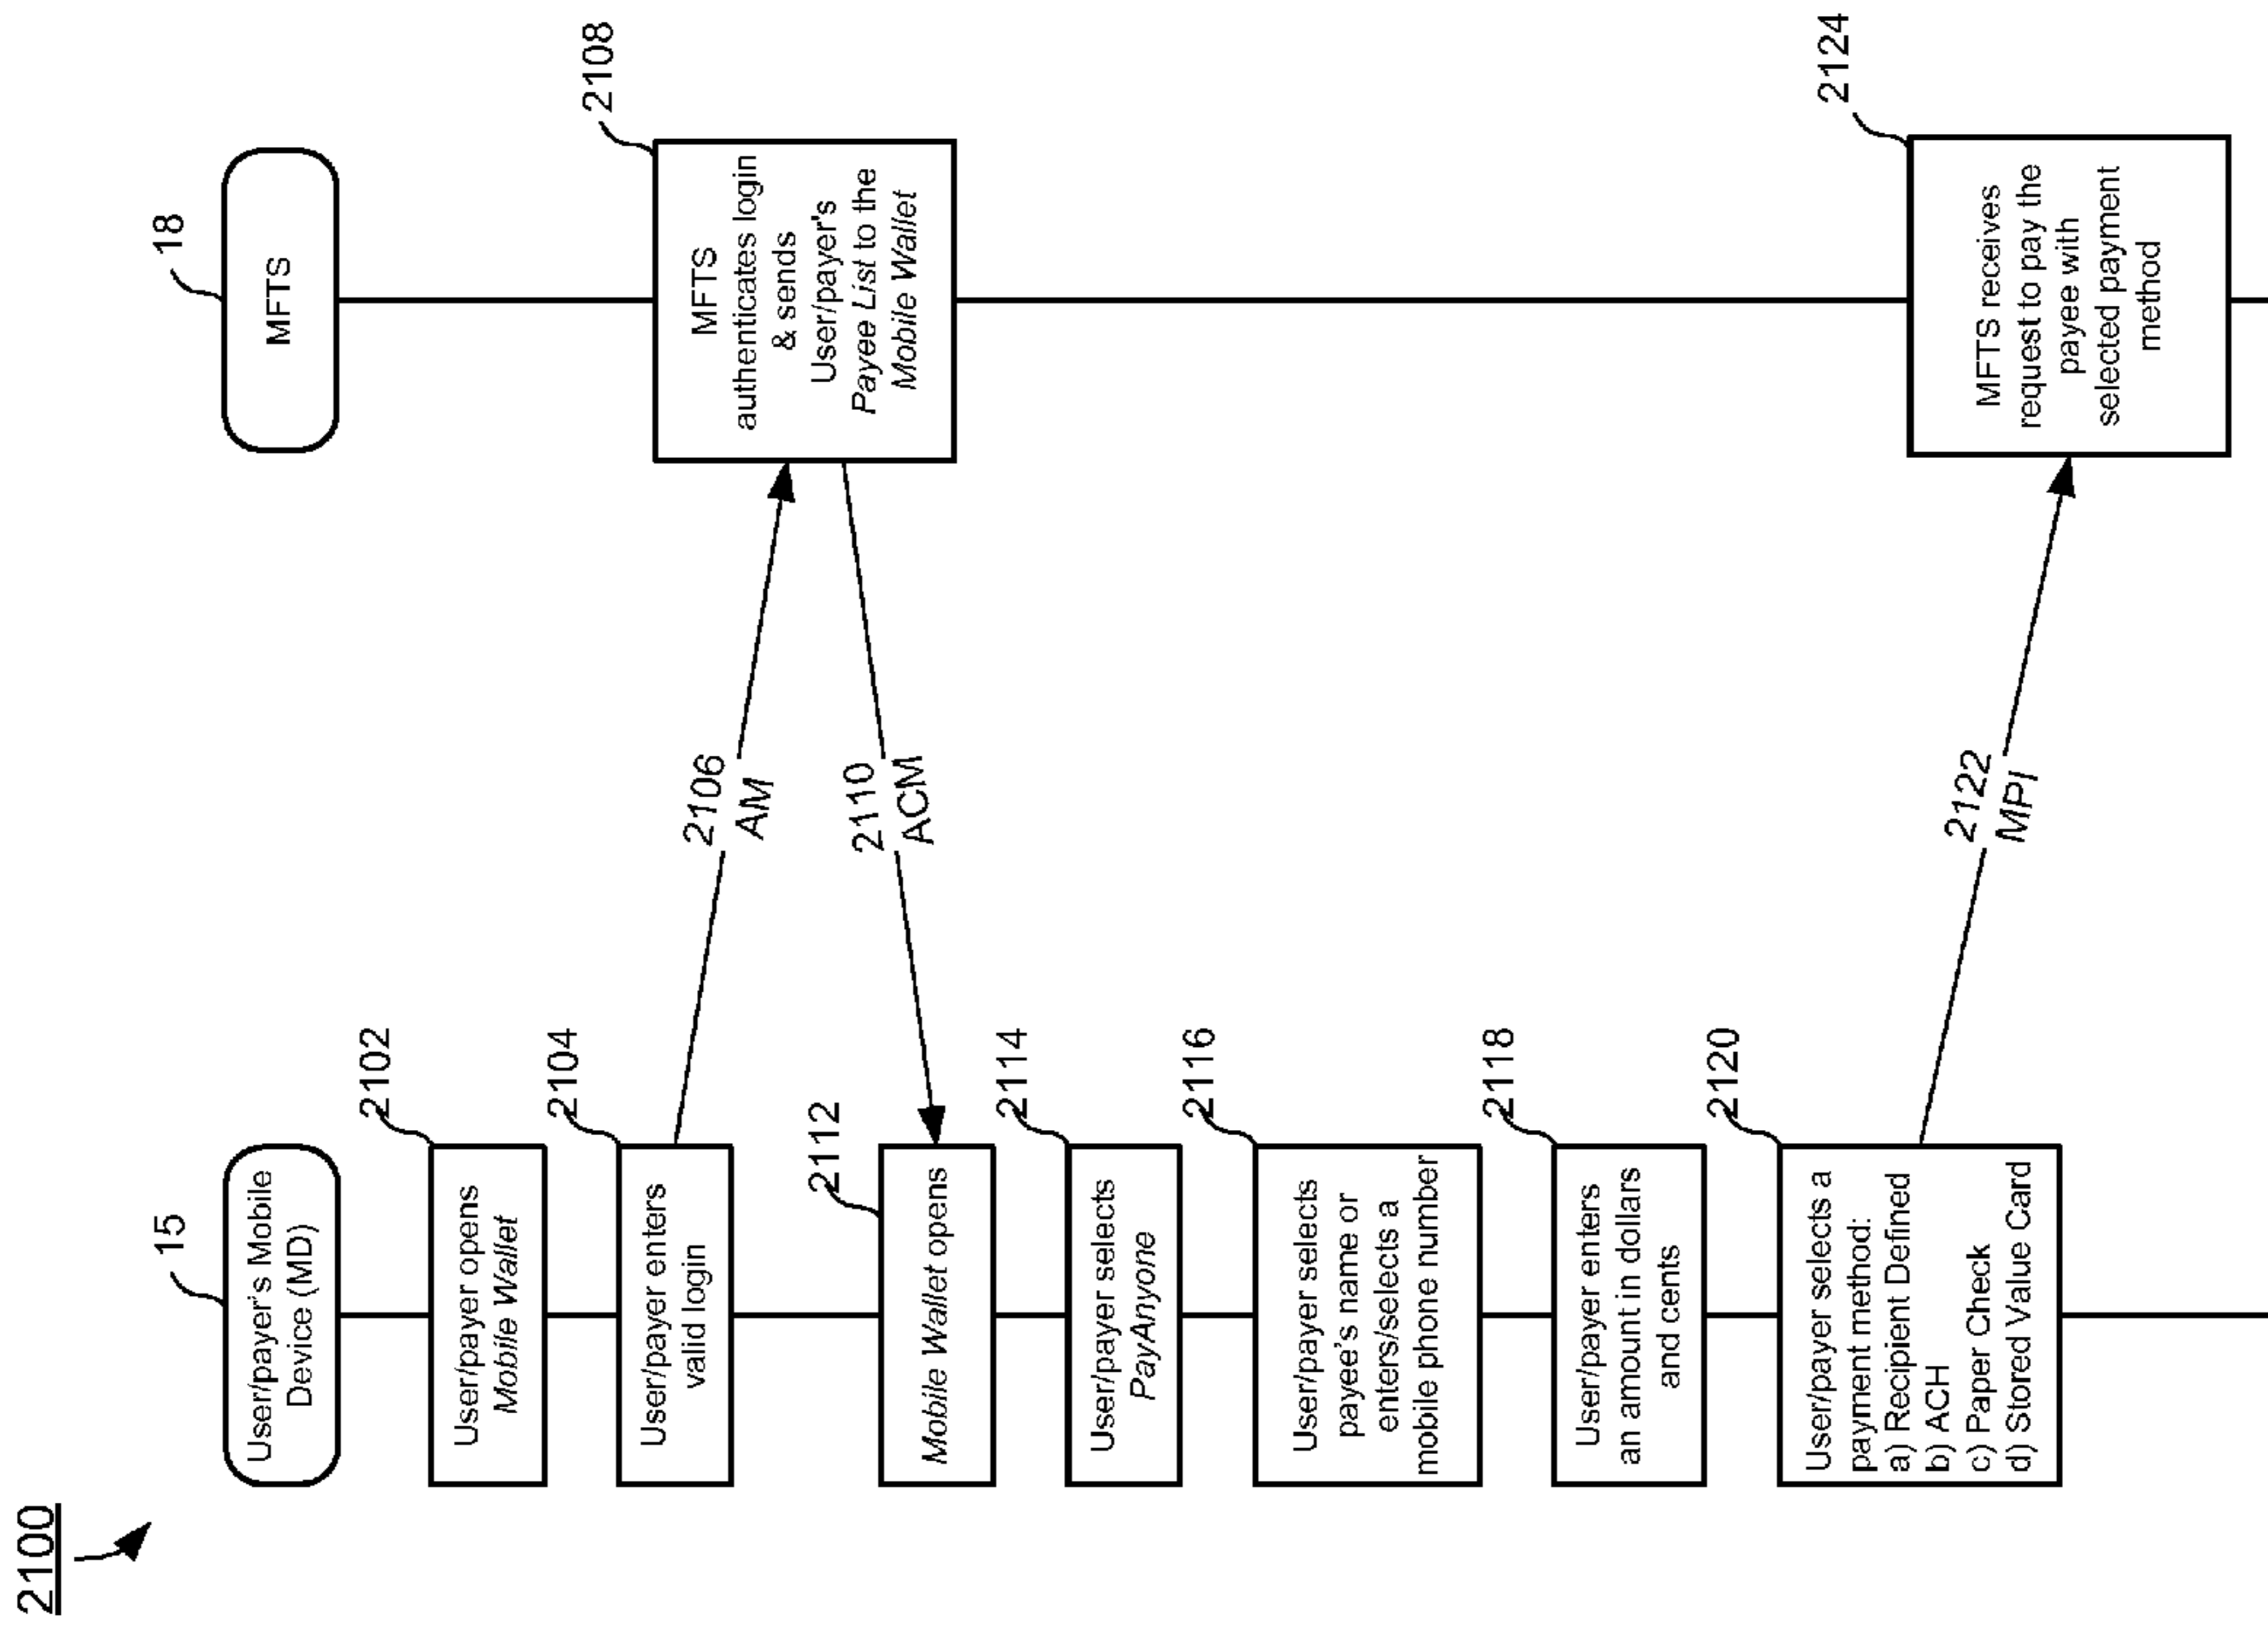 2100
15
User/payer's Mobile
Device (MD)
18
MFTS
2102
User/payer opens
Mobile Wallet
2104
User/payer enters
valid login
2106
AM
2108
MFTS
authenticates login
& sends
User/payer's
Payee List to the
Mobile Wallet
2110
ACM
2112
Mobile Wallet opens
2114
User/payer selects
PayAnyone
2116
User/payer selects
payee's name or
enters/selects a
mobile phone number
2118
User/payer enters
an amount in dollars
and cents
2120
User/payer selects a
payment method:
a) Recipient Defined
b) ACH
c) Paper Check
d) Stored Value Card
2122
MPI
2124
MFTS receives
request to pay the
payee with
selected payment
method